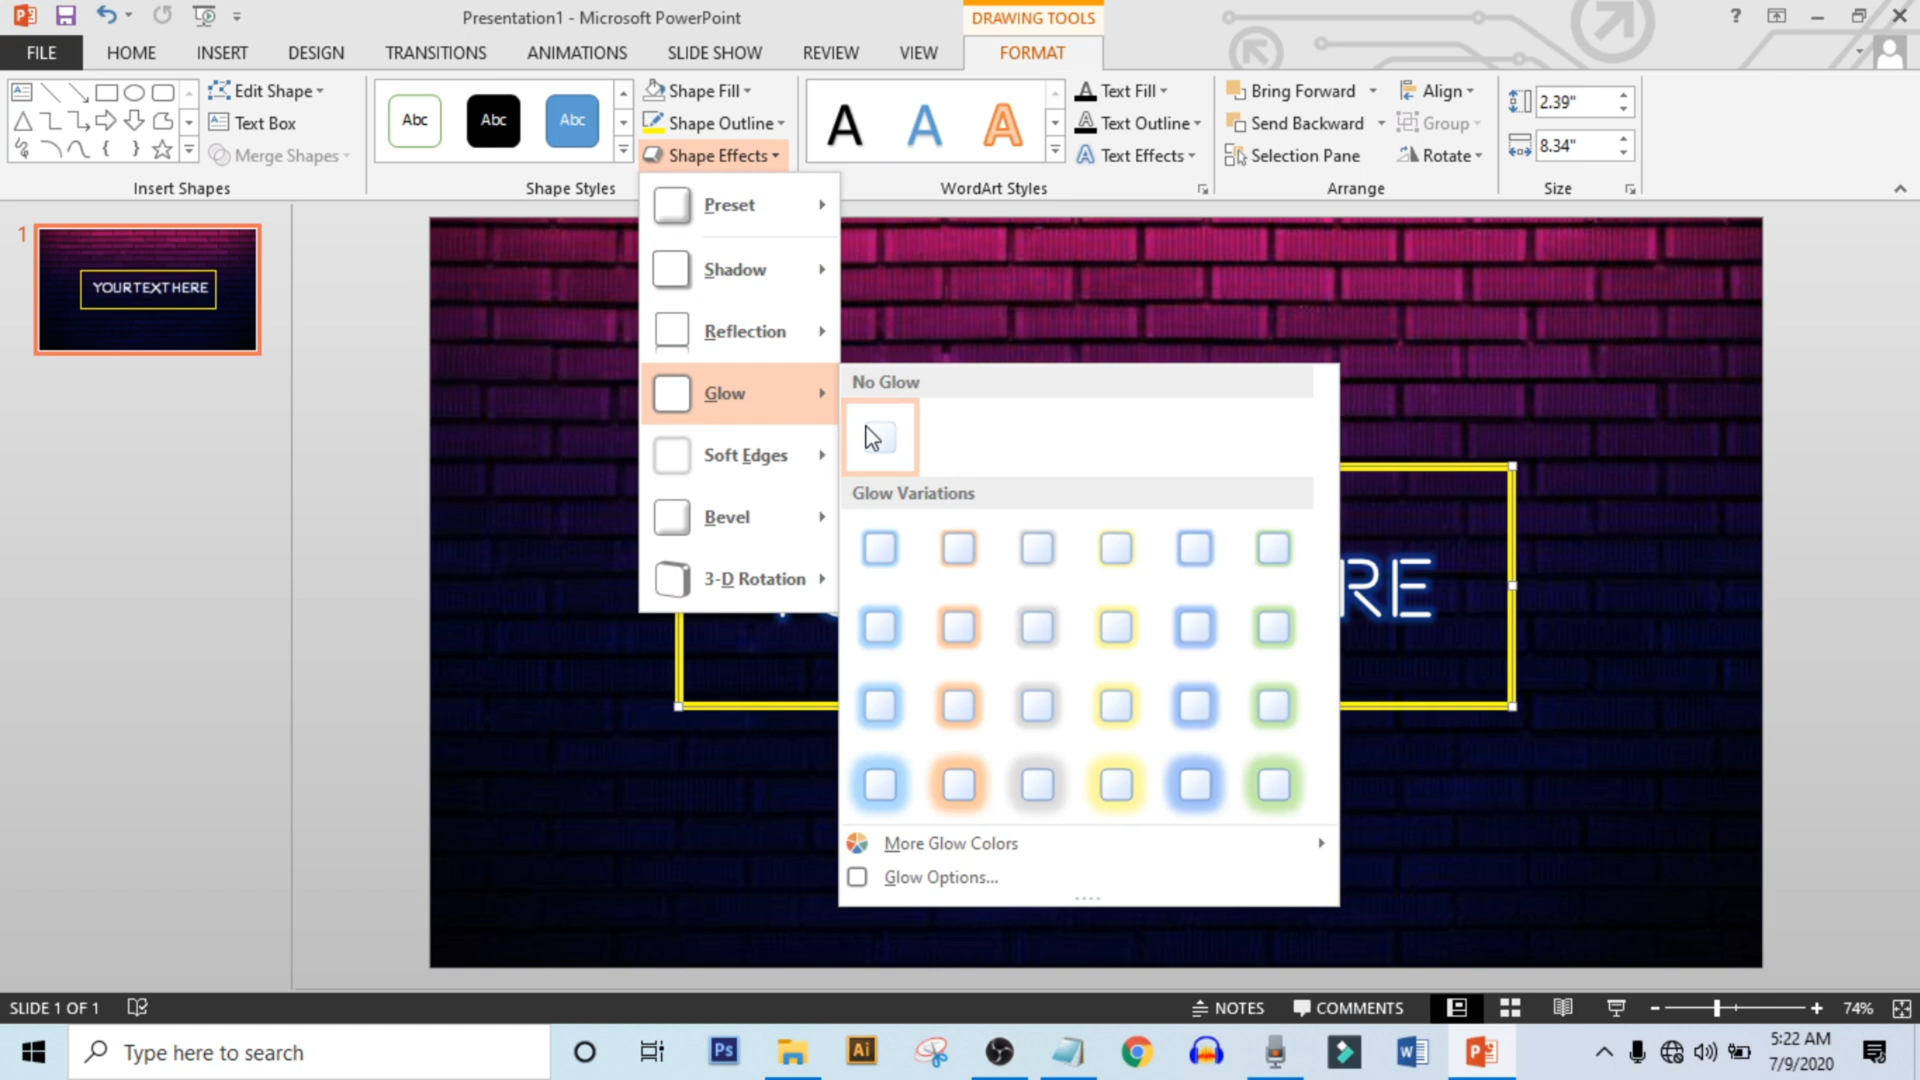 Presentation1 - Microsoft PowerPoint
DRAWING TOOLS
?
FILE
HOME
INSERT
DESIGN
TRANSITIONS
ANIMATIONS
SLIDE SHOW
REVIEW
VIEW
FORMAT
Edit Shape
Text Box
Merge Shapes
Insert Shapes
Abc
Abc
Abc
Shape Styles
Shape Fill
Shape Outline
Shape Effects
A
A
A
WordArt Styles
Text Fill
Text Outline
Text Effects
Bring Forward
Send Backward
Selection Pane
Align
Group
Rotate
Arrange
2.39"
8.34"
Size
1
YOUR TEXT HERE
Preset
Shadow
Reflection
Glow
Soft Edges
Bevel
3-D Rotation
No Glow
Glow Variations
More Glow Colors
Glow Options...
RE
SLIDE 1 OF 1
NOTES
COMMENTS
74%
Type here to search
Ps
Ai
5:22 AM
7/9/2020